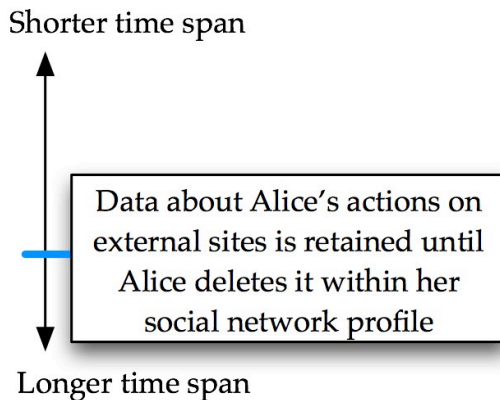 Shorter time span
Data about Alice’s actions on
external sites is retained until
Alice deletes it within her
social network profile
Longer time span